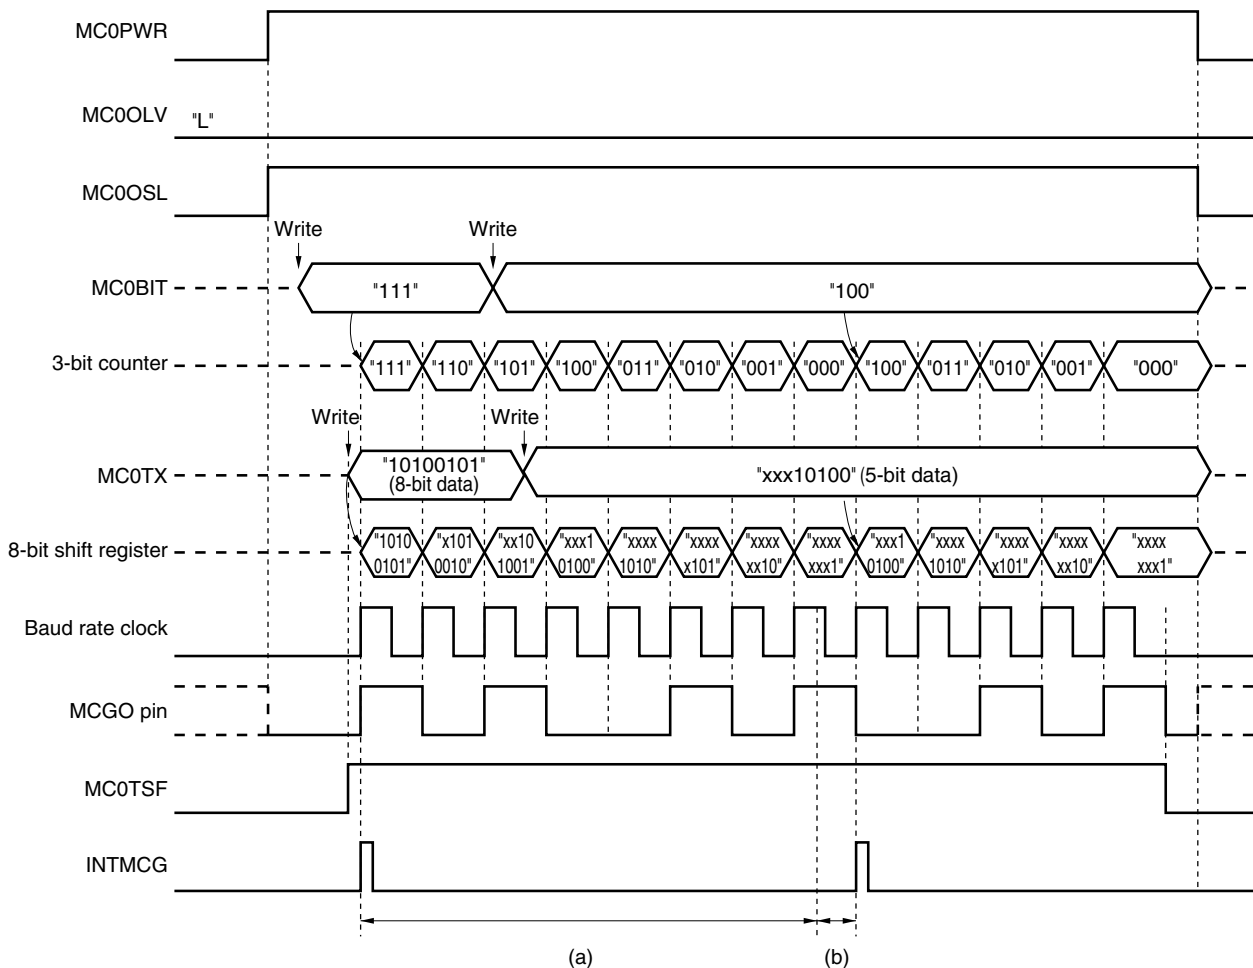 MC0PWR
MC0OLV "L"
MC0OSL
Write Write
MC0BIT "111" "100"
3-bit counter "111" "110" "101" "100" "011" "010" "001" "000" "100" "011" "010" "001" "000"
Write Write
MC0TX "10100101" "xxx10100" (5-bit data)
(8-bit data)
8-bit shift register "1010 "x101 "xx10 "xxx1 "xxxx "xxxx "xxxx "xxxx "xxx1 "xxxx "xxxx "xxxx "xxxx
0101" 0010" 1001" 0100" 1010" x101" xx10" xxx1" 0100" 1010" x101" xx10" xxx1"
Baud rate clock
MCGO pin
MC0TSF
INTMCG
(a) (b)